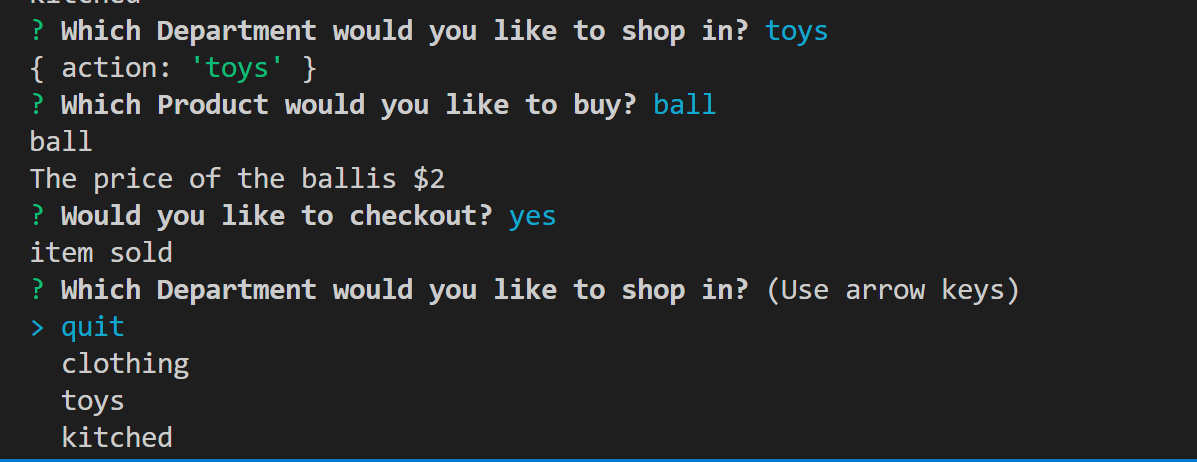 kitched
? Which Department would you like to shop in? toys
{ action: 'toys' }
? Which Product would you like to buy? ball
ball
The price of the ballis $2
? Would you like to checkout? yes
item sold
? Which Department would you like to shop in? (Use arrow keys)
> quit
clothing
toys
kitched